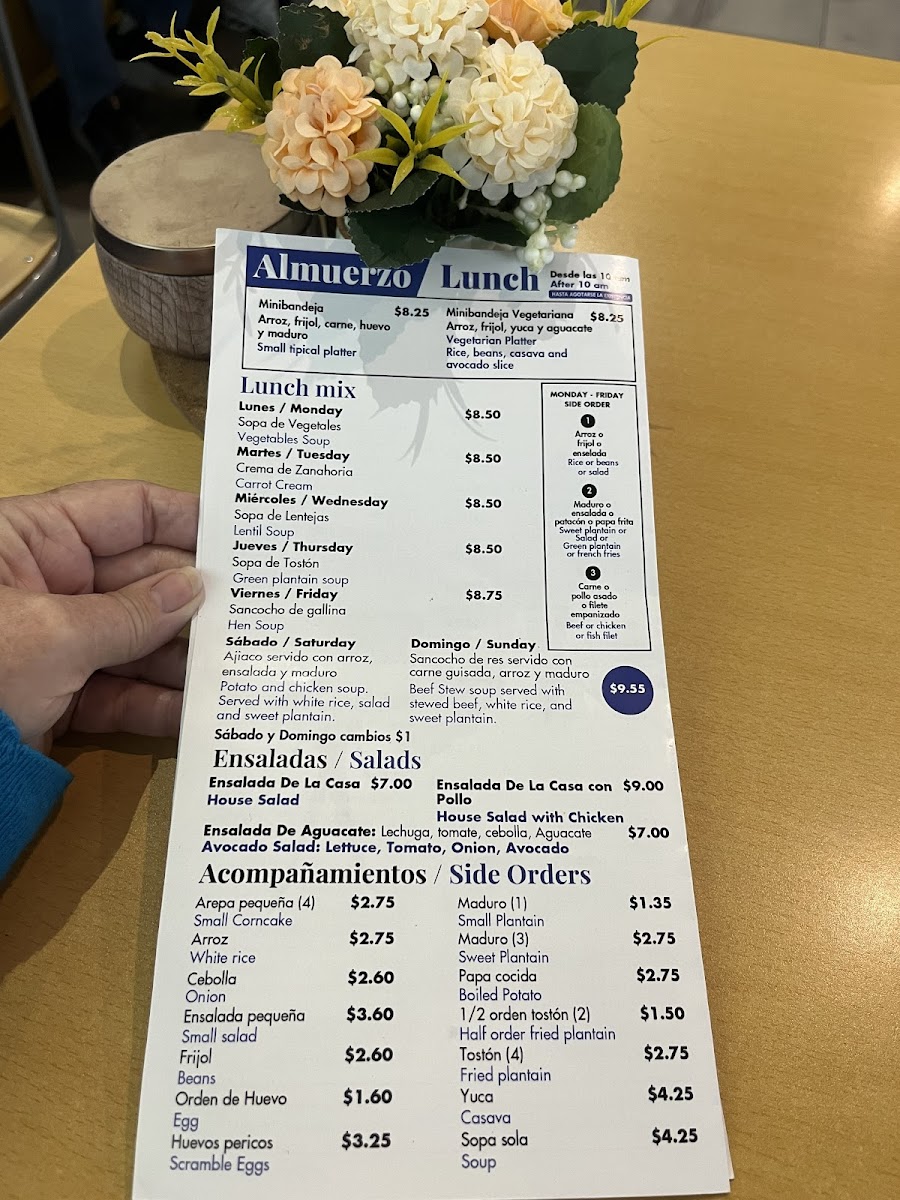 Almuerzo / Lunch
Desde las 10 am
After 10 am
HASTA AGOTARSE LA
Minibandeja $8.25
Arroz, frijol, carne, huevo
y maduro
Small tipical platter
Minibandeja Vegetariana $8.25
Arroz, frijol, yuca y aguacate
Vegetarian Platter
Rice, beans, casava and
avocado slice
Lunch mix
Lunes / Monday $8.50
Sopa de Vegetales
Vegetables Soup
Martes / Tuesday $8.50
Crema de Zanahoria
Carrot Cream
Miércoles / Wednesday $8.50
Sopa de Lentejas
Lentil Soup
Jueves / Thursday $8.50
Sopa de Tostón
Green plantain soup
Viernes / Friday $8.75
Sancocho de gallina
Hen Soup
MONDAY - FRIDAY
SIDE ORDER
1
Arroz o
frijol o
enselada
Rice or beans
or salad
2
Maduro o
ensalada o
patacón o papa frita
Sweet plantain or
Salad or
Green plantain
or french fries
3
Carne o
pollo asado
o filete
empanizado
Beef or chicken
or fish filet
Sábado / Saturday
Ajiaco servido con arroz,
ensalada y maduro
Potato and chicken soup.
Served with white rice, salad
and sweet plantain.
Domingo / Sunday
Sancocho de res servido con
carne guisada, arroz y maduro
Beef Stew soup served with
stewed beef, white rice, and
sweet plantain.
$9.55
Sábado y Domingo cambios $1
Ensaladas / Salads
Ensalada De La Casa $7.00
House Salad
Ensalada De La Casa con $9.00
Pollo
House Salad with Chicken
Ensalada De Aguacate: Lechuga, tomate, cebolla, Aguacate $7.00
Avocado Salad: Lettuce, Tomato, Onion, Avocado
Acompañamientos / Side Orders
Arepa pequeña (4) $2.75
Small Corncake
Arroz $2.75
White rice
Cebolla $2.60
Onion
Ensalada pequeña $3.60
Small salad
Frijol $2.60
Beans
Orden de Huevo $1.60
Egg
Huevos pericos $3.25
Scramble Eggs
Maduro (1) $1.35
Small Plantain
Maduro (3) $2.75
Sweet Plantain
Papa cocida $2.75
Boiled Potato
1/2 orden tostón (2) $1.50
Half order fried plantain
Tostón (4) $2.75
Fried plantain
Yuca $4.25
Casava
Sopa sola $4.25
Soup